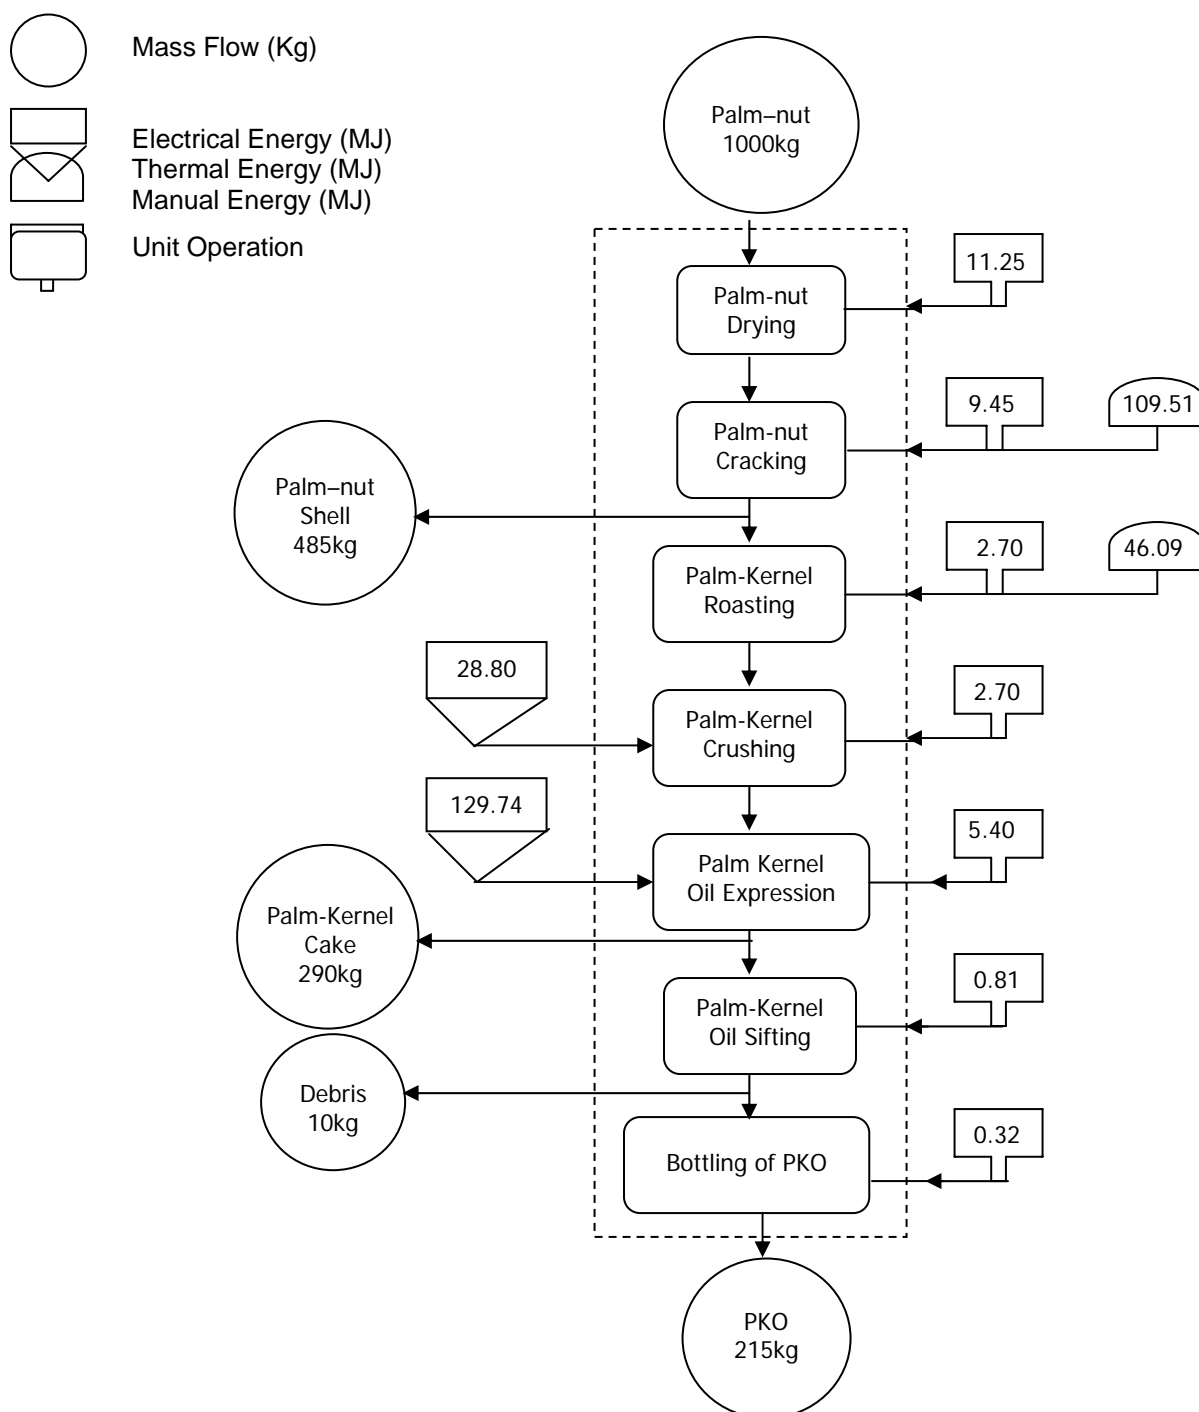 Mass Flow (Kg)
Electrical Energy (MJ)
Thermal Energy (MJ)
Manual Energy (MJ)
Unit Operation
Palm–nut
1000kg
Palm-nut
Drying
11.25
Palm-nut
Cracking
9.45
109.51
Palm–nut
Shell
485kg
Palm-Kernel
Roasting
2.70
46.09
28.80
Palm-Kernel
Crushing
2.70
129.74
Palm Kernel
Oil Expression
5.40
Palm-Kernel
Cake
290kg
Palm-Kernel
Oil Sifting
0.81
Debris
10kg
Bottling of PKO
0.32
PKO
215kg